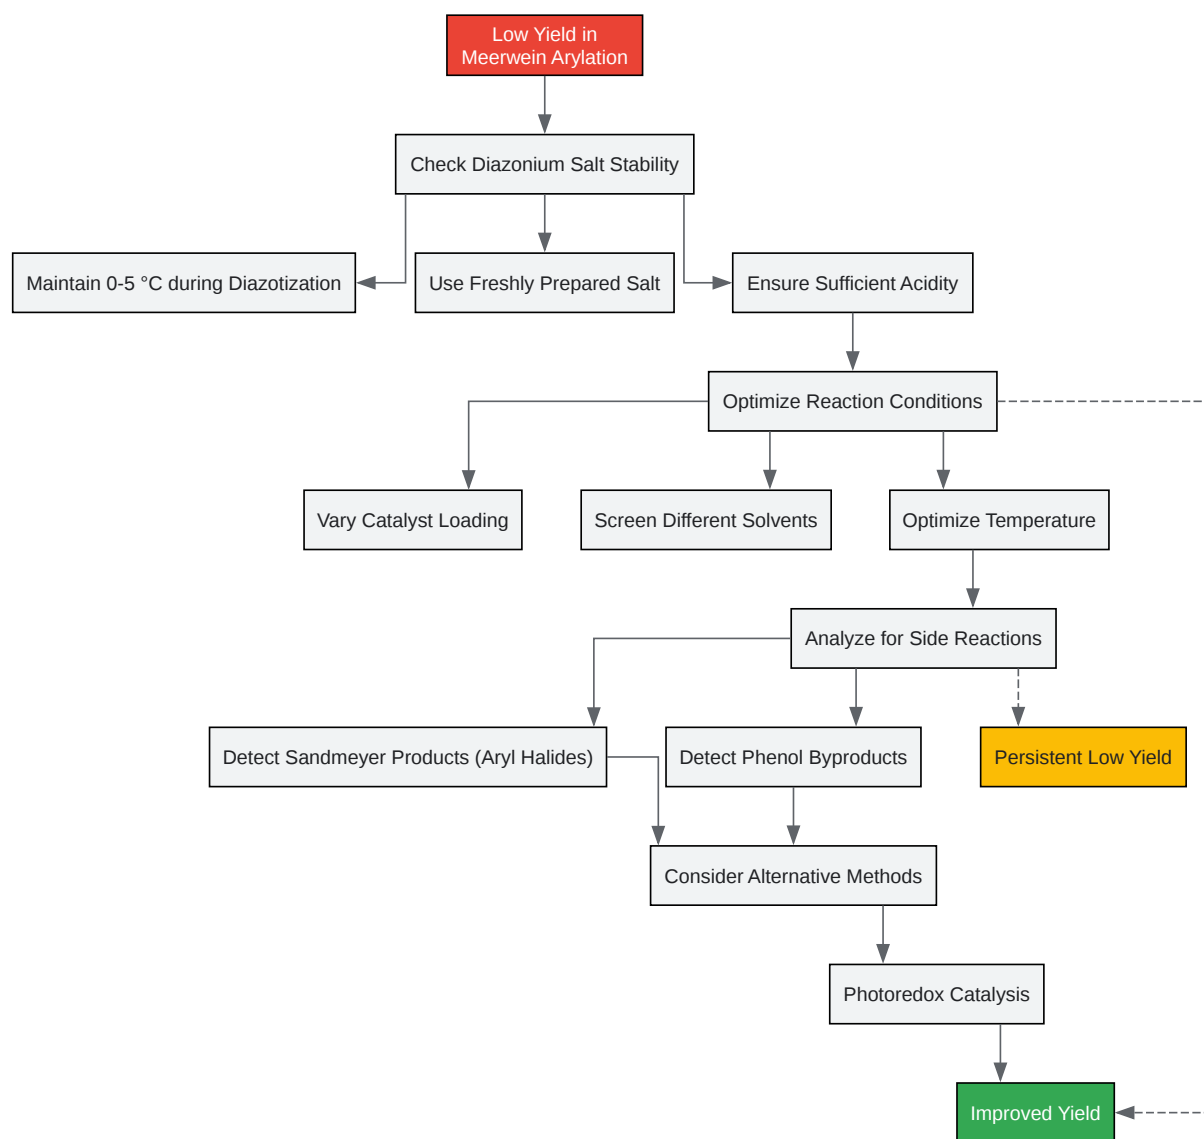 Low Yield in
Meerwein Arylation
Check Diazonium Salt Stability
Maintain 0-5 °C during Diazotization
Use Freshly Prepared Salt
Ensure Sufficient Acidity
Optimize Reaction Conditions
Vary Catalyst Loading
Screen Different Solvents
Optimize Temperature
Analyze for Side Reactions
Detect Sandmeyer Products (Aryl Halides)
Detect Phenol Byproducts
Persistent Low Yield
Consider Alternative Methods
Photoredox Catalysis
Improved Yield